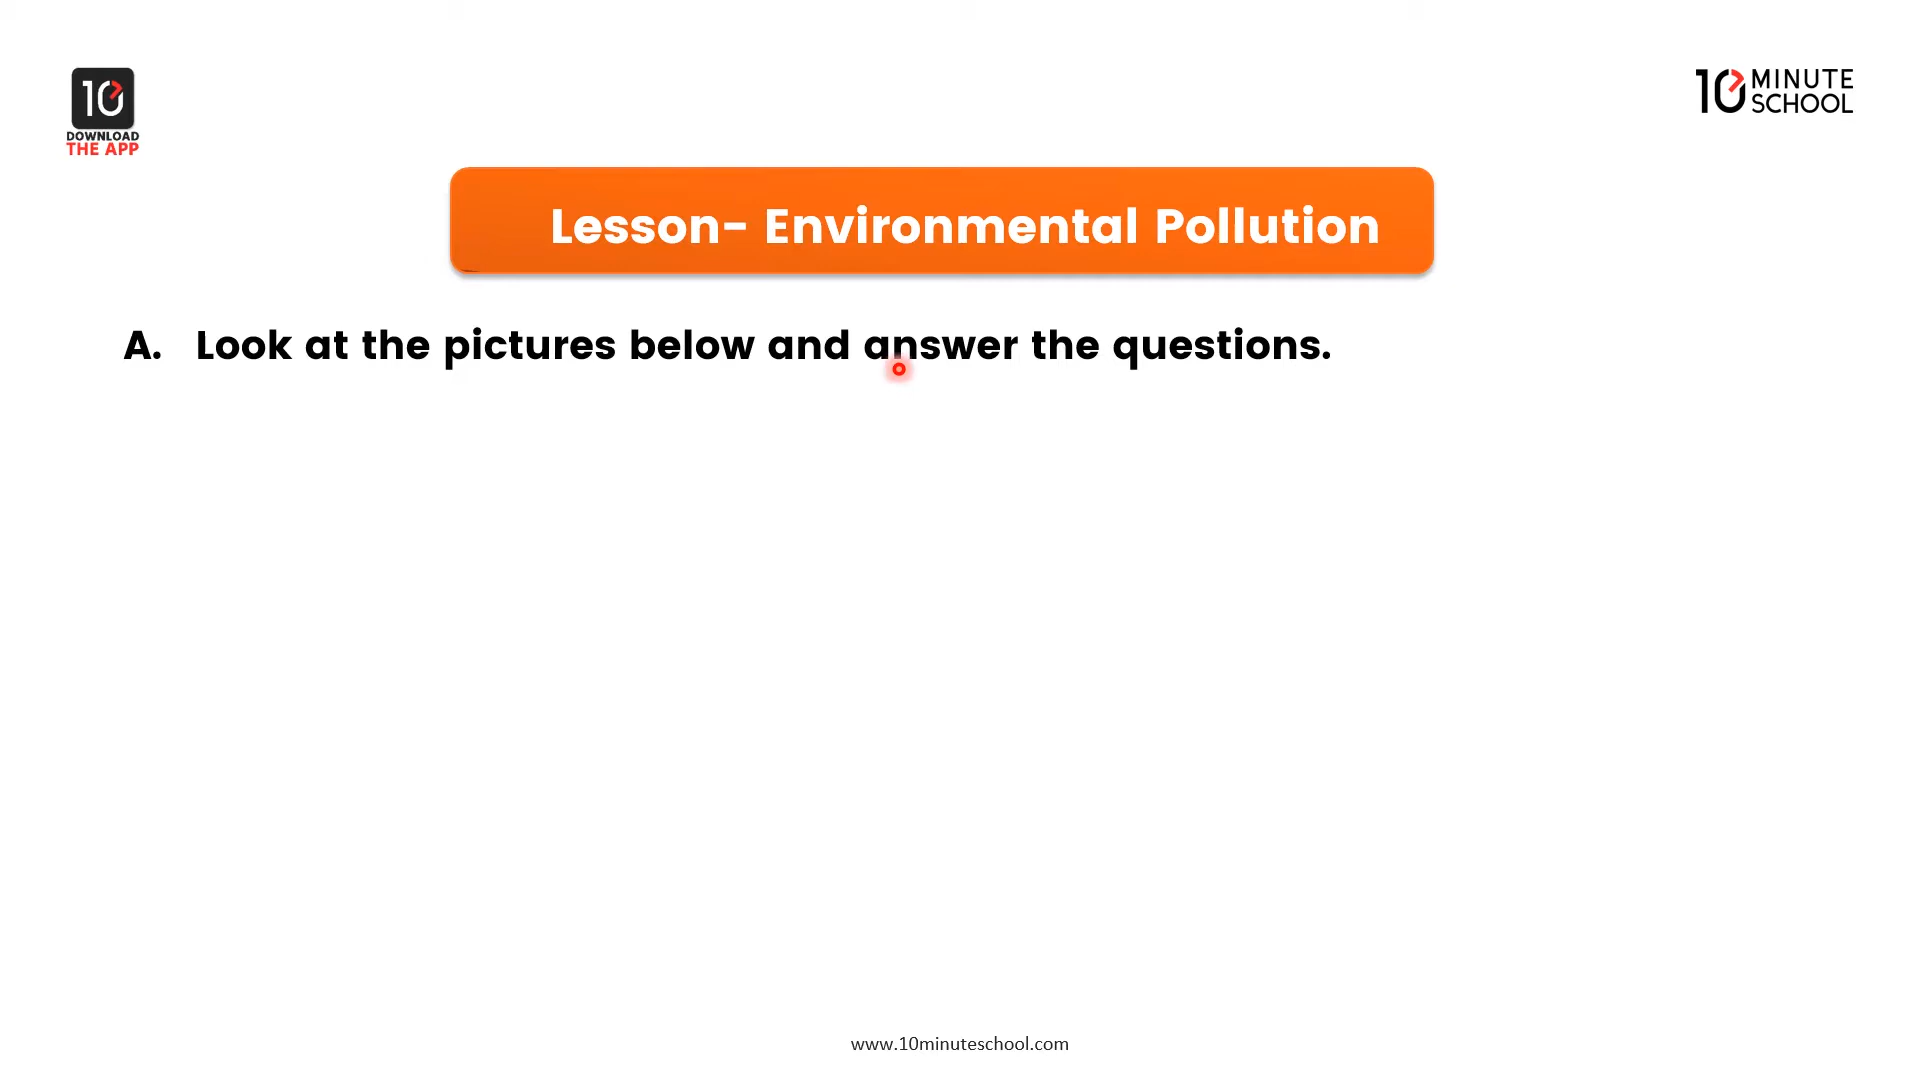 10
DOWNLOAD
THE APP
10 MINUTE
SCHOOL
Lesson- Environmental Pollution
A. Look at the pictures below and answer the questions.
www.10minuteschool.com